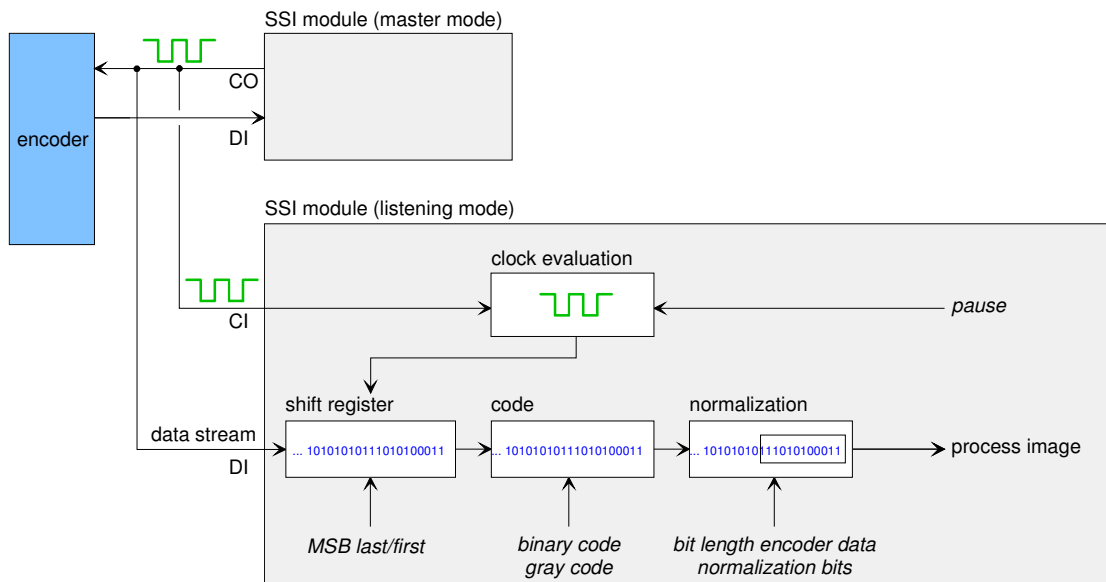 SSI module (master mode)
CO
encoder
DI
SSI module (listening mode)
clock evaluation
pause
CI
shift register
code
normalization
data stream
... 10101010111010100011
... 10101010111010100011
... 10101010111010100011
process image
DI
MSB last/first
binary code
gray code
bit length encoder data
normalization bits